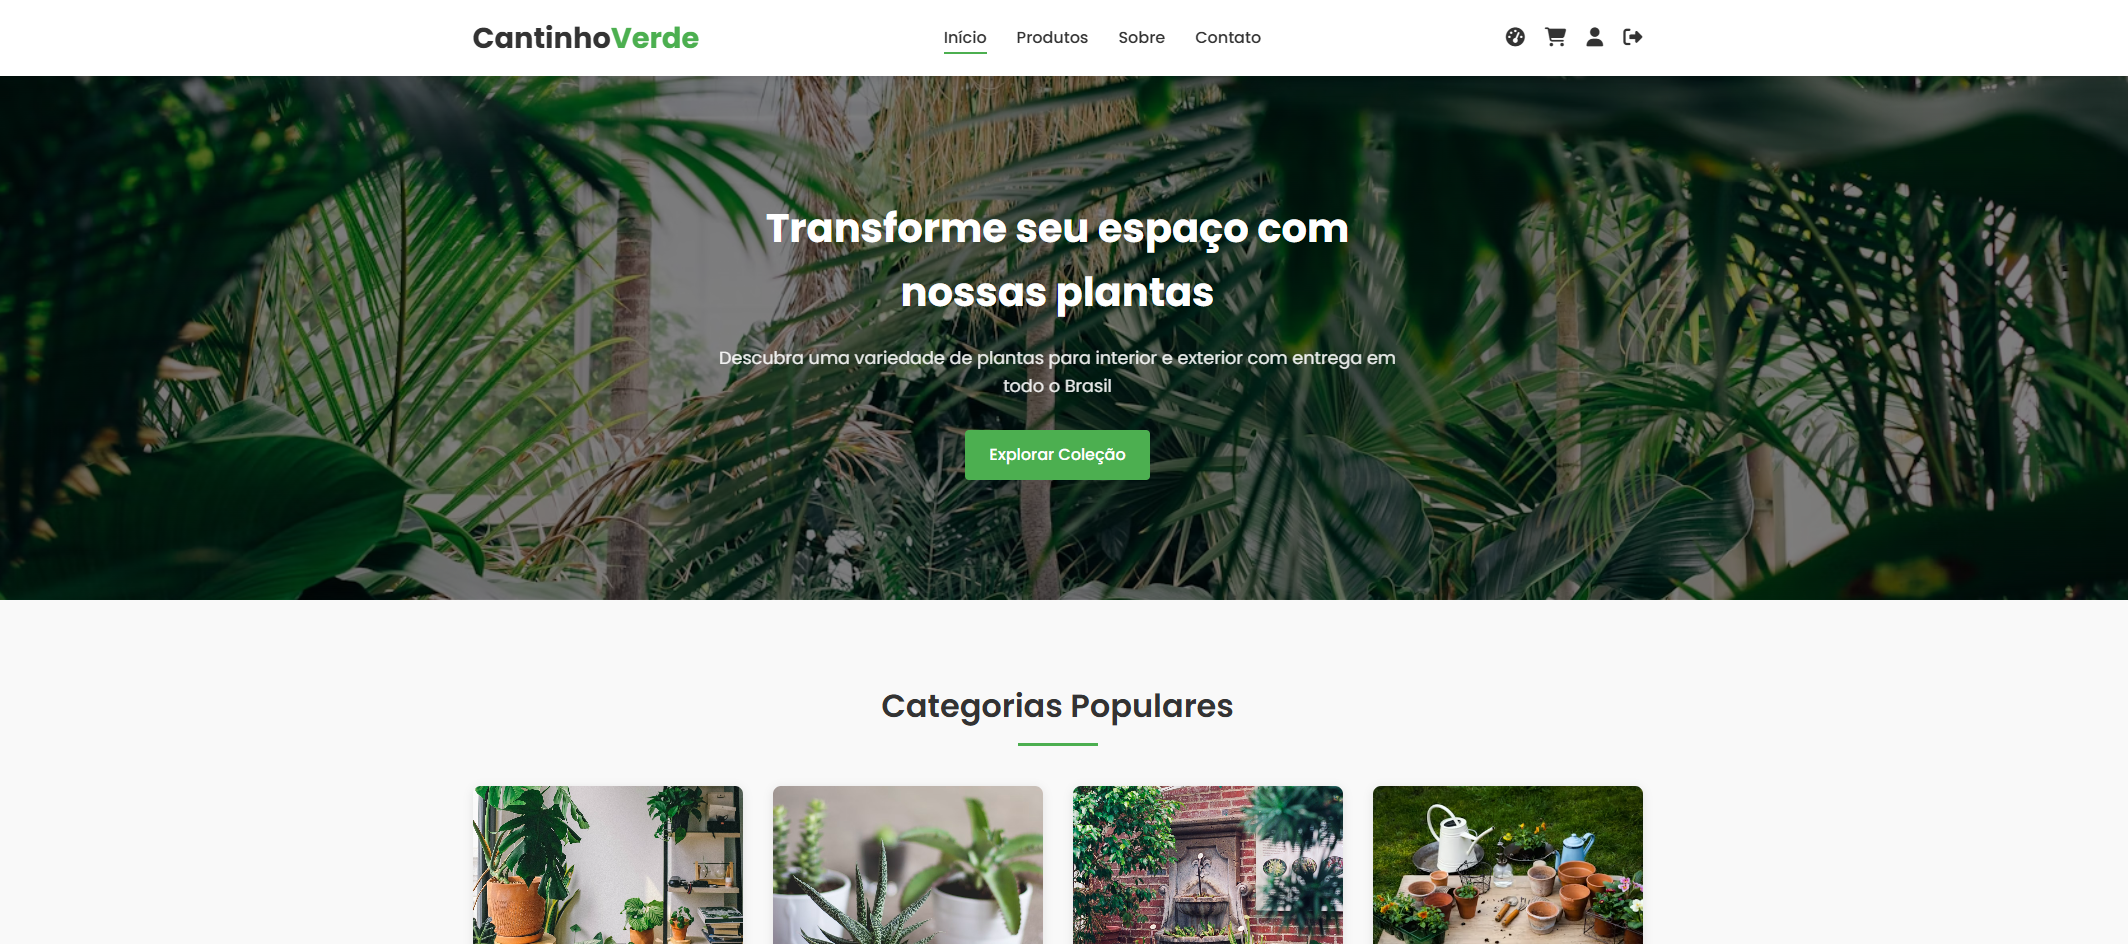 CantinhoVerde
Início
Produtos
Sobre
Contato
Transforme seu espaço com
nossas plantas
Descubra uma variedade de plantas para interior e exterior com entrega em
todo o Brasil
Explorar Coleção
Categorias Populares